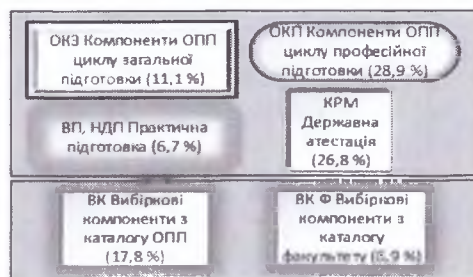 ОКЗ Компоненти ОПП
циклу загальної
підготовки (11,1 %)
ОКП Компоненти ОПП
циклу професійної
підготовки (28,9 %)
ВП, НДП Практична
підготовка (6,7 %)
КРМ
Державна
атестація
(26,8 %)
ВК Вибіркові
компоненти з
каталогу ОПП
(17,8 %)
ВК Ф Вибіркові
компоненти з
каталогу
факультету